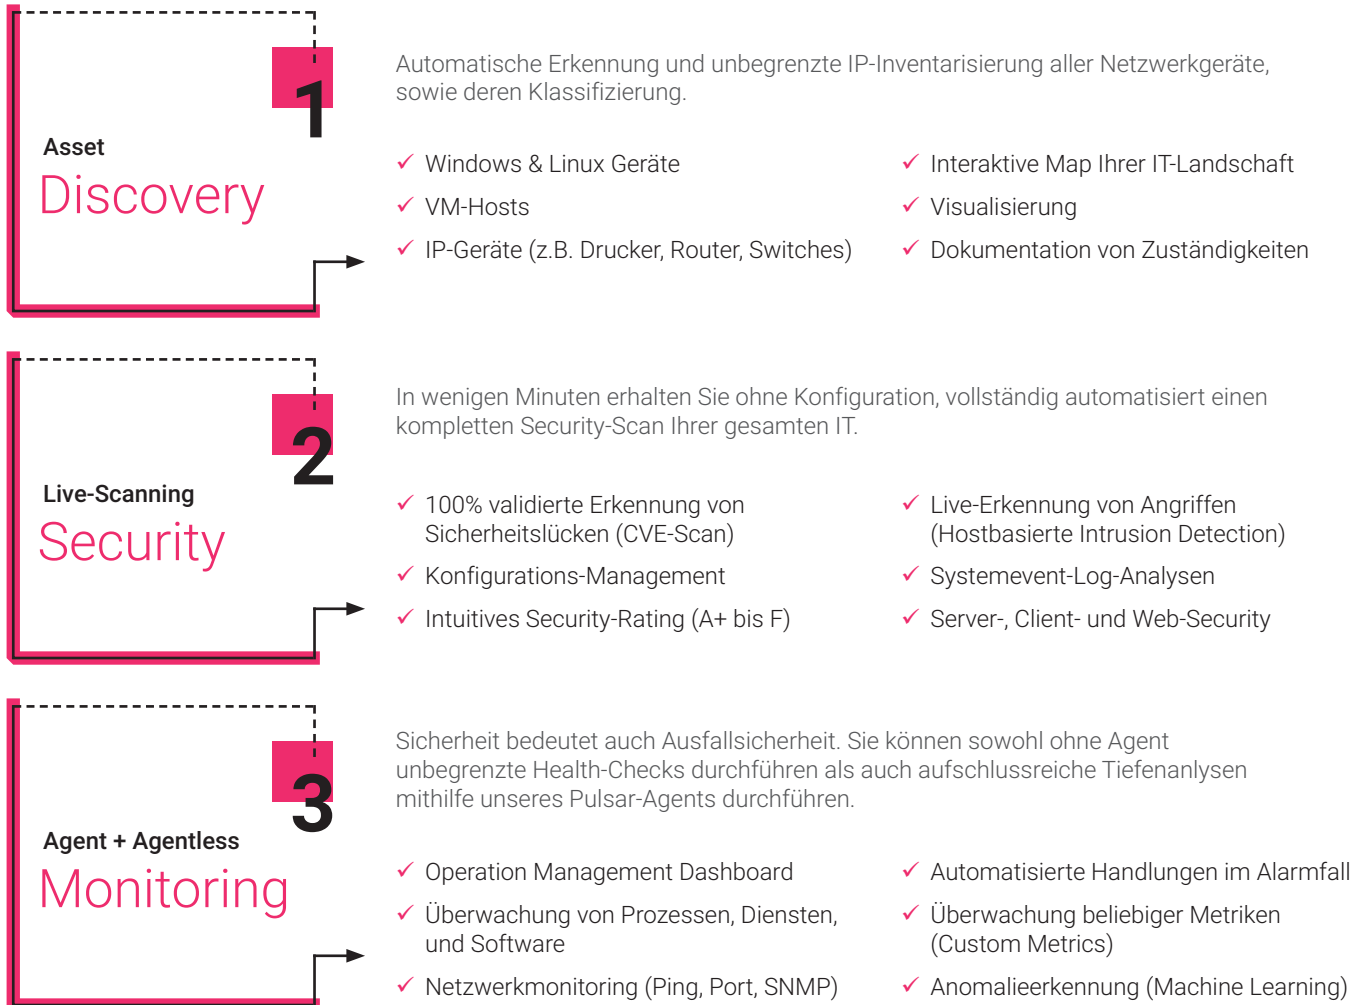 1
Asset
Discovery
Automatische Erkennung und unbegrenzte IP-Inventarisierung aller Netzwerkgeräte,
sowie deren Klassifizierung.
✓ Windows & Linux Geräte
✓ VM-Hosts
✓ IP-Geräte (z.B. Drucker, Router, Switches)
✓ Interaktive Map Ihrer IT-Landschaft
✓ Visualisierung
✓ Dokumentation von Zuständigkeiten
2
Live-Scanning
Security
In wenigen Minuten erhalten Sie ohne Konfiguration, vollständig automatisiert einen
kompletten Security-Scan Ihrer gesamten IT.
✓ 100% validierte Erkennung von
Sicherheitslücken (CVE-Scan)
✓ Konfigurations-Management
✓ Intuitives Security-Rating (A+ bis F)
✓ Live-Erkennung von Angriffen
(Hostbasierte Intrusion Detection)
✓ Systemevent-Log-Analysen
✓ Server-, Client- und Web-Security
3
Agent + Agentless
Monitoring
Sicherheit bedeutet auch Ausfallsicherheit. Sie können sowohl ohne Agent
unbegrenzte Health-Checks durchführen als auch aufschlussreiche Tiefenanlysen
mithilfe unseres Pulsar-Agents durchführen.
✓ Operation Management Dashboard
✓ Überwachung von Prozessen, Diensten,
und Software
✓ Netzwerkmonitoring (Ping, Port, SNMP)
✓ Automatisierte Handlungen im Alarmfall
✓ Überwachung beliebiger Metriken
(Custom Metrics)
✓ Anomalieerkennung (Machine Learning)